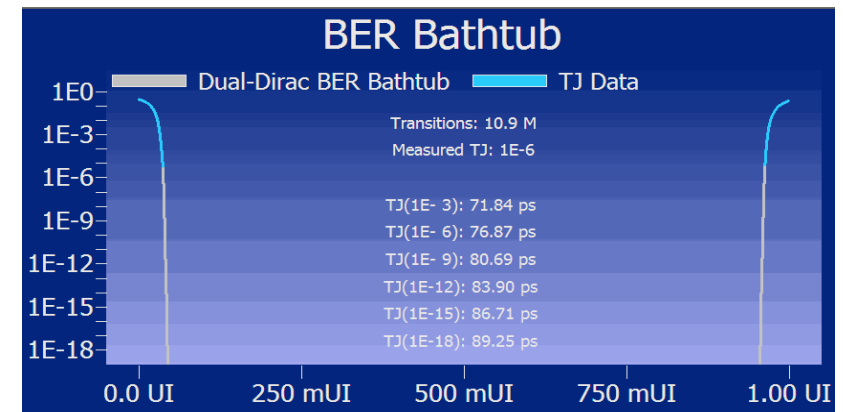 BER Bathtub
Dual-Dirac BER Bathtub TJ Data
1E0
Transitions: 10.9 M
1E-3
Measured TJ: 1E-6
1E-6
TJ(1E- 3): 71.84 ps
1E-9
TJ(1E- 6): 76.87 ps
TJ(1E- 9): 80.69 ps
1E-12
TJ(1E-12): 83.90 ps
1E-15
TJ(1E-15): 86.71 ps
TJ(1E-18): 89.25 ps
1E-18
0.0 UI 250 mUI 500 mUI 750 mUI 1.00 UI